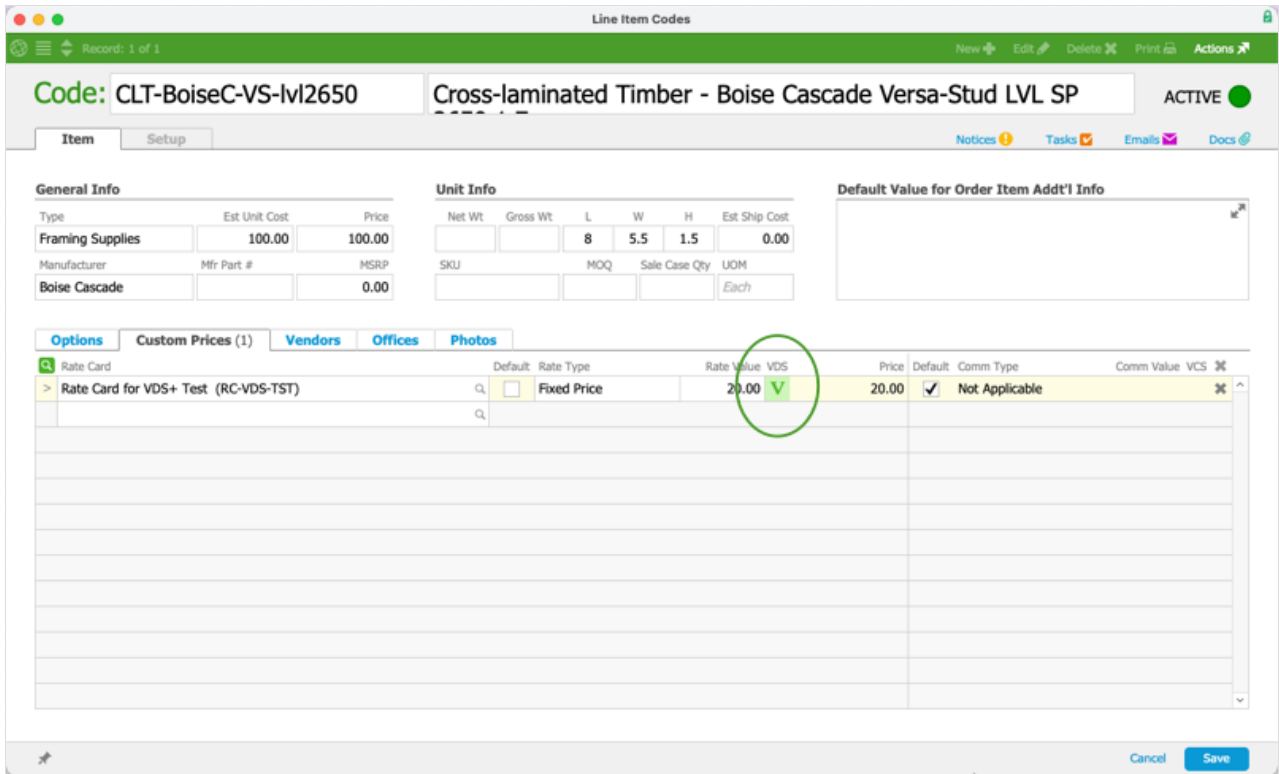 Line Item Codes
Record: 1 of 1 New Edit Delete Print Actions
Code: CLT-BoiseC-VS-lvl2650 Cross-laminated Timber - Boise Cascade Versa-Stud LVL SP ACTIVE
Item Setup Notices Tasks Emails Docs
General Info Unit Info Default Value for Order Item Addt'l Info
Type Est Unit Cost Price Net Wt Gross Wt L W H Est Ship Cost
Framing Supplies 100.00 100.00 8 5.5 1.5 0.00
Manufacturer Mfr Part # MSRP SKU MOQ Sale Case Qty UOM
Boise Cascade 0.00 Each
Options Custom Prices (1) Vendors Offices Photos
Rate Card Default Rate Type Rate Value VDS Price Default Comm Type Comm Value VCS
> Rate Card for VDS+ Test (RC-VDS-TST) Fixed Price 20.00 V 20.00 Not Applicable
Cancel Save